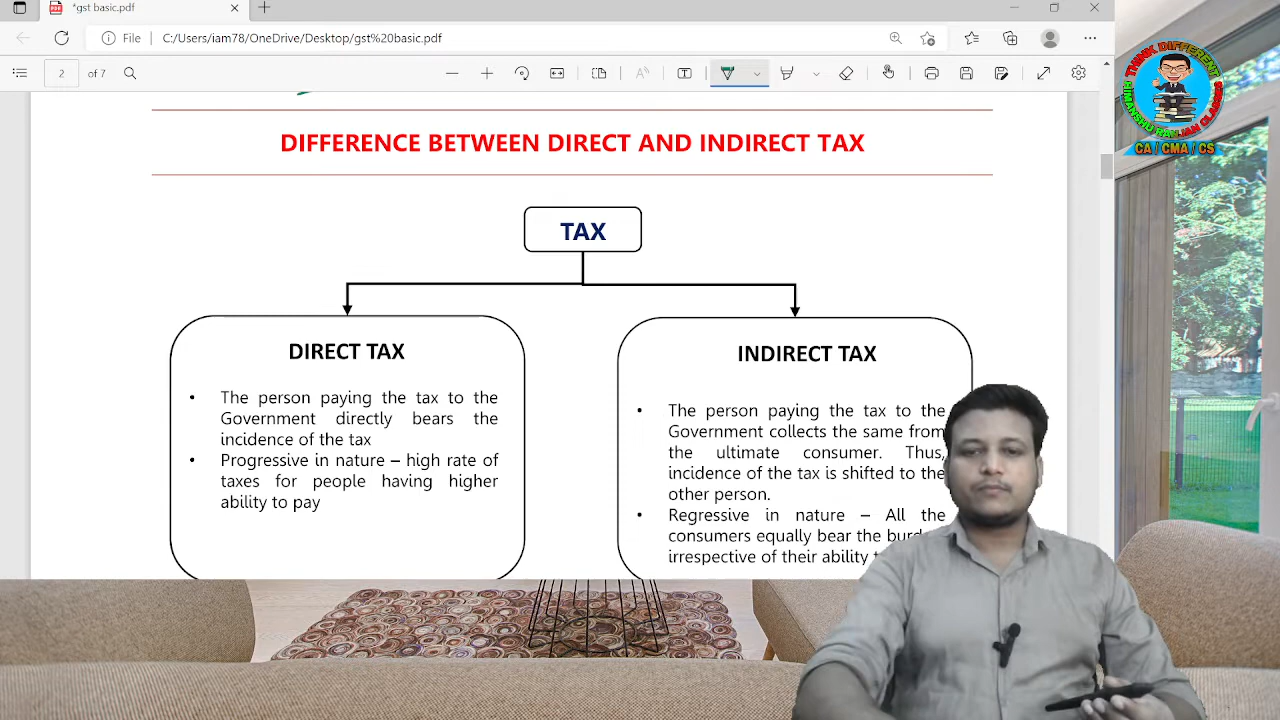 *gst basic.pdf
File
C:/Users/iam78/OneDrive/Desktop/gst%20basic.pdf
2 of 7
THINK DIFFERENT
HIMANSHU RANJAN CLASSES
CA / CMA / CS
DIFFERENCE BETWEEN DIRECT AND INDIRECT TAX
TAX
DIRECT TAX
• The person paying the tax to the
Government directly bears the
incidence of the tax
• Progressive in nature – high rate of
taxes for people having higher
ability to pay
INDIRECT TAX
• The person paying the tax to the
Government collects the same from
the ultimate consumer. Thus,
incidence of the tax is shifted to the
other person.
• Regressive in nature – All the
consumers equally bear the
irrespective of their ability